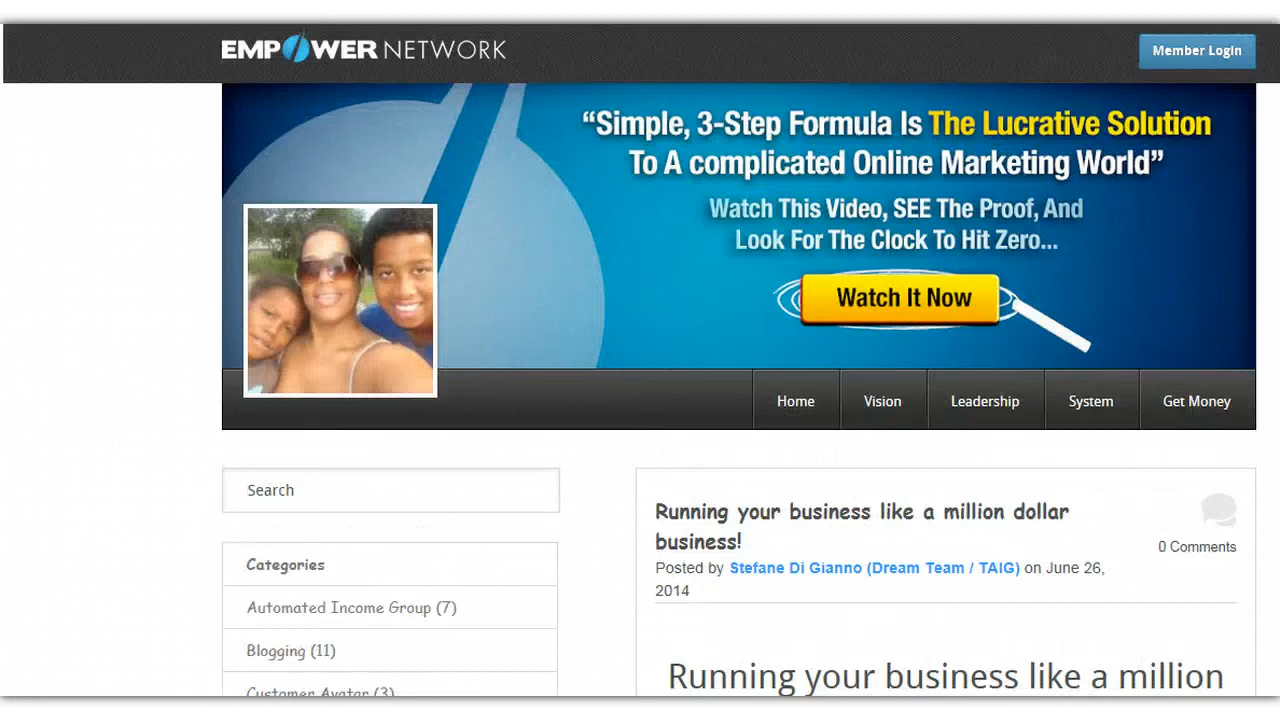 EMPOWER NETWORK
Member Login
“Simple, 3-Step Formula Is The Lucrative Solution
To A complicated Online Marketing World”
Watch This Video, SEE The Proof, And
Look For The Clock To Hit Zero...
Watch It Now
Home
Vision
Leadership
System
Get Money
Search
Categories
Automated Income Group (7)
Blogging (11)
Customer Avatar (3)
Running your business like a million dollar
business!
0 Comments
Posted by Stefane Di Gianno (Dream Team / TAIG) on June 26,
2014
Running your business like a million